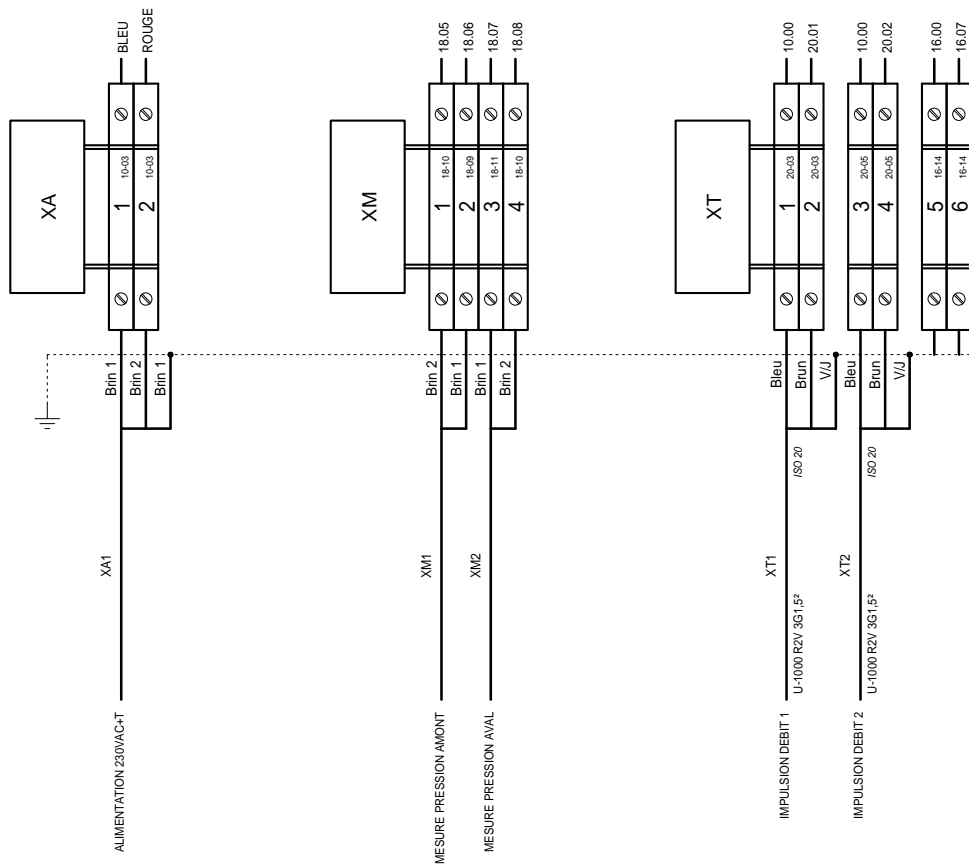 BLEU
ROUGE
XA
10-03
10-03
1
2
Brin 1
Brin 2
Brin 1
XA1
ALIMENTATION 230VAC+T
18.05
18.06
18.07
18.08
XM
18-10
18-09
18-11
18-10
1
2
3
4
Brin 2
Brin 1
Brin 1
Brin 2
XM1
XM2
MESURE PRESSION AMONT
MESURE PRESSION AVAL
10.00
20.01
10.00
20.02
16.00
16.07
XT
20-03
20-03
20-05
20-05
16-14
16-14
1
2
3
4
5
6
Bleu
Brun
V/J
Bleu
Brun
V/J
ISO 20
ISO 20
XT1
XT2
U-1000 R2V 3G1,5²
U-1000 R2V 3G1,5²
IMPULSION DEBIT 1
IMPULSION DEBIT 2